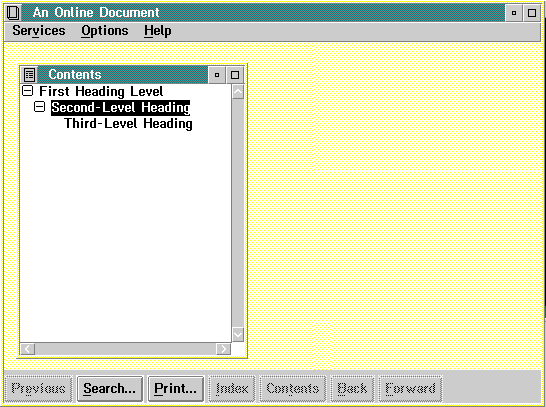 An Online Document
Services Options Help
Contents
First Heading Level
Second-Level Heading
Third-Level Heading
Previous Search... Print... Index Contents Back Forward